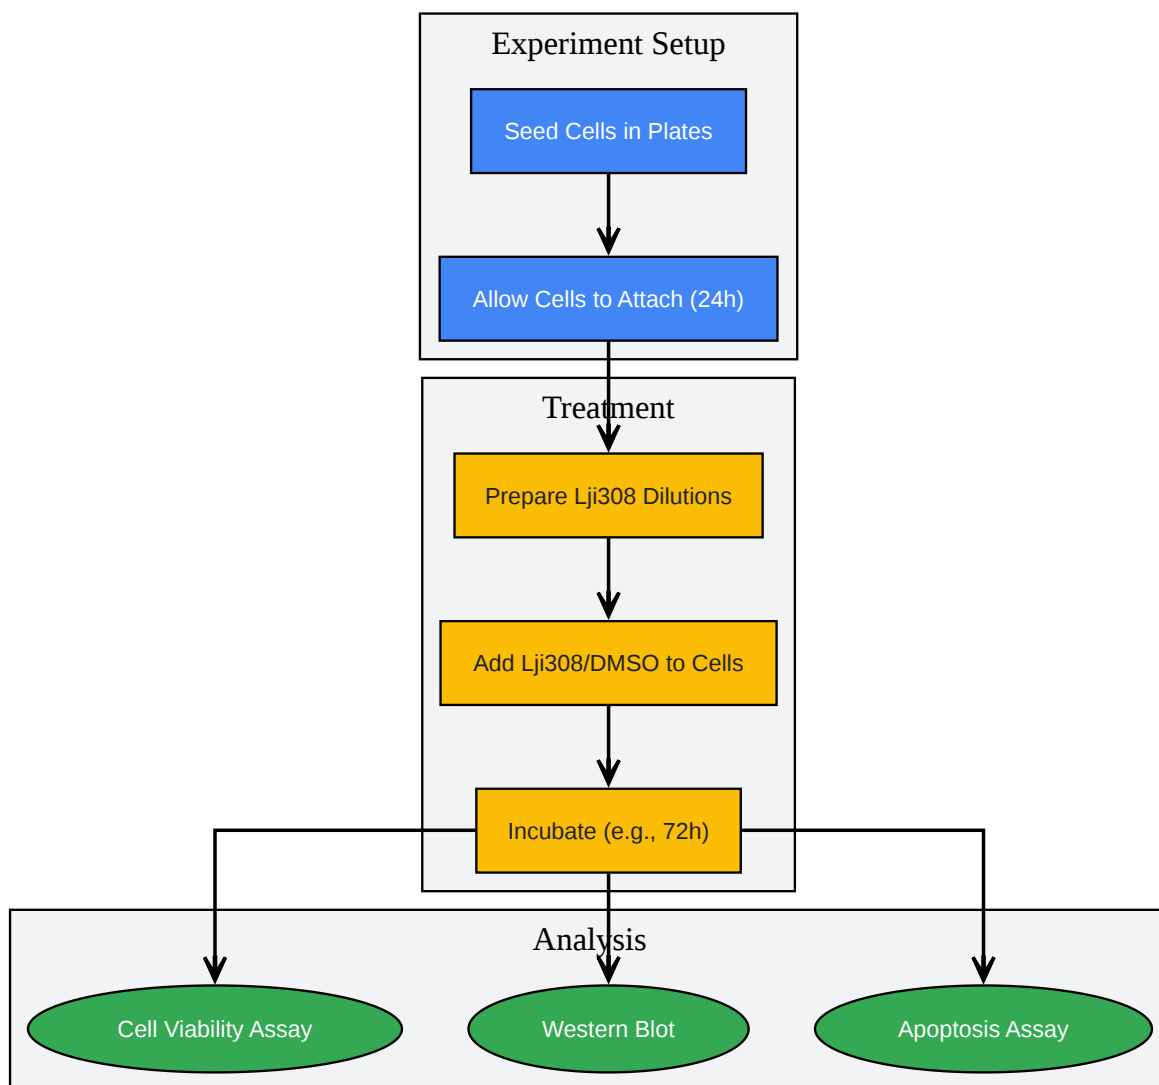 Experiment Setup
Seed Cells in Plates
Allow Cells to Attach (24h)
Treatment
Prepare Lji308 Dilutions
Add Lji308/DMSO to Cells
Incubate (e.g., 72h)
Analysis
Cell Viability Assay
Western Blot
Apoptosis Assay